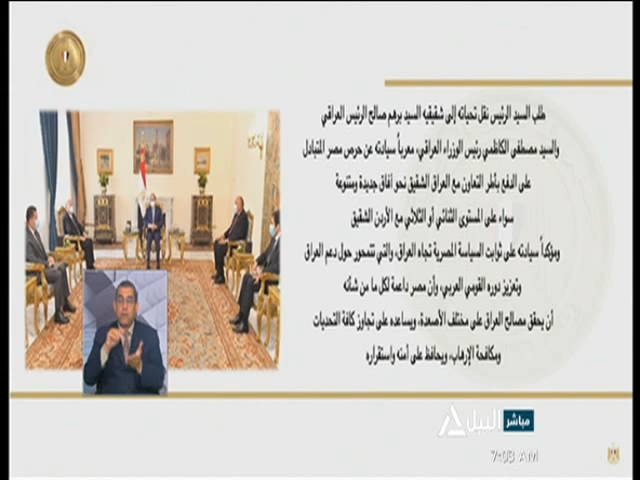 طلب السيد الرئيس نقل تحياته إلى شقيقيه السيد برهم صالح الرئيس العراقي
والسيد مصطفى الكاظمي رئيس الوزراء العراقي، معرباً سيادته عن حرص مصر المتبادل
على الدفع بأطر التعاون مع العراق الشقيق نحو آفاق جديدة ومتنوعة
سواء على المستوى الثنائي أو الثلاثي مع الأردن الشقيق
ومؤكداً سيادته على ثوابت السياسة المصرية تجاه العراق، والتي تتمحور حول دعم العراق
وتعزيز دوره القومي العربي، وأن مصر داعمة لكل ما من شأنه
أن يحقق مصالح العراق على مختلف الأصعدة، ويساعده على تجاوز كافة التحديات
ومكافحة الإرهاب، ويحافظ على أمنه واستقراره
مباشر النيل
7:03 AM